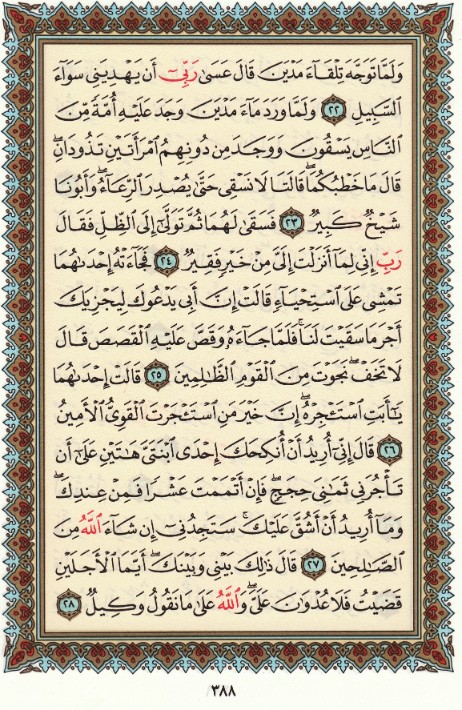 وَلَمَّا تَوَجَّهَ تِلْقَآءَ مَدْيَنَ قَالَ عَسَىٰ رَبِّىٓ أَن يَهْدِيَنِى سَوَآءَ
ٱلسَّبِيلِ ٢٢ وَلَمَّا وَرَدَ مَآءَ مَدْيَنَ وَجَدَ عَلَيْهِ أُمَّةً مِّنَ
ٱلنَّاسِ يَسْقُونَ وَوَجَدَ مِن دُونِهِمُ ٱمْرَأَتَيْنِ تَذُودَانِۖ
قَالَ مَا خَطْبُكُمَاۖ قَالَتَا لَا نَسْقِى حَتَّىٰ يُصْدِرَ ٱلرِّعَآءُۖ وَأَبُونَا
شَيْخٌ كَبِيرٌ ٢٣ فَسَقَىٰ لَهُمَا ثُمَّ تَوَلَّىٰٓ إِلَى ٱلظِّلِّ فَقَالَ
رَبِّ إِنِّى لِمَآ أَنزَلْتَ إِلَىَّ مِنْ خَيْرٍ فَقِيرٌ ٢٤ فَجَآءَتْهُ إِحْدَىٰهُمَا
تَمْشِى عَلَى ٱسْتِحْيَآءٍ قَالَتْ إِنَّ أَبِى يَدْعُوكَ لِيَجْزِيَكَ
أَجْرَ مَا سَقَيْتَ لَنَاۚ فَلَمَّا جَآءَهُۥ وَقَصَّ عَلَيْهِ ٱلْقَصَصَ قَالَ
لَا تَخَفْۖ نَجَوْتَ مِنَ ٱلْقَوْمِ ٱلظَّٰلِمِينَ ٢٥ قَالَتْ إِحْدَىٰهُمَا
يَٰٓأَبَتِ ٱسْتَـْٔجِرْهُۖ إِنَّ خَيْرَ مَنِ ٱسْتَـْٔجَرْتَ ٱلْقَوِىُّ ٱلْأَمِينُ
٢٦ قَالَ إِنِّىٓ أُرِيدُ أَنْ أُنكِحَكَ إِحْدَى ٱبْنَتَىَّ هَٰتَيْنِ عَلَىٰٓ أَن
تَأْجُرَنِى ثَمَٰنِىَ حِجَجٍۖ فَإِنْ أَتْمَمْتَ عَشْرًا فَمِنْ عِندِكَۖ
وَمَآ أُرِيدُ أَنْ أَشُقَّ عَلَيْكَۚ سَتَجِدُنِىٓ إِن شَآءَ ٱللَّهُ مِنَ
ٱلصَّٰلِحِينَ ٢٧ قَالَ ذَٰلِكَ بَيْنِى وَبَيْنَكَۖ أَيَّمَا ٱلْأَجَلَيْنِ
قَضَيْتُ فَلَا عُدْوَٰنَ عَلَىَّۖ وَٱللَّهُ عَلَىٰ مَا نَقُولُ وَكِيلٌ ٢٨
٣٨٨